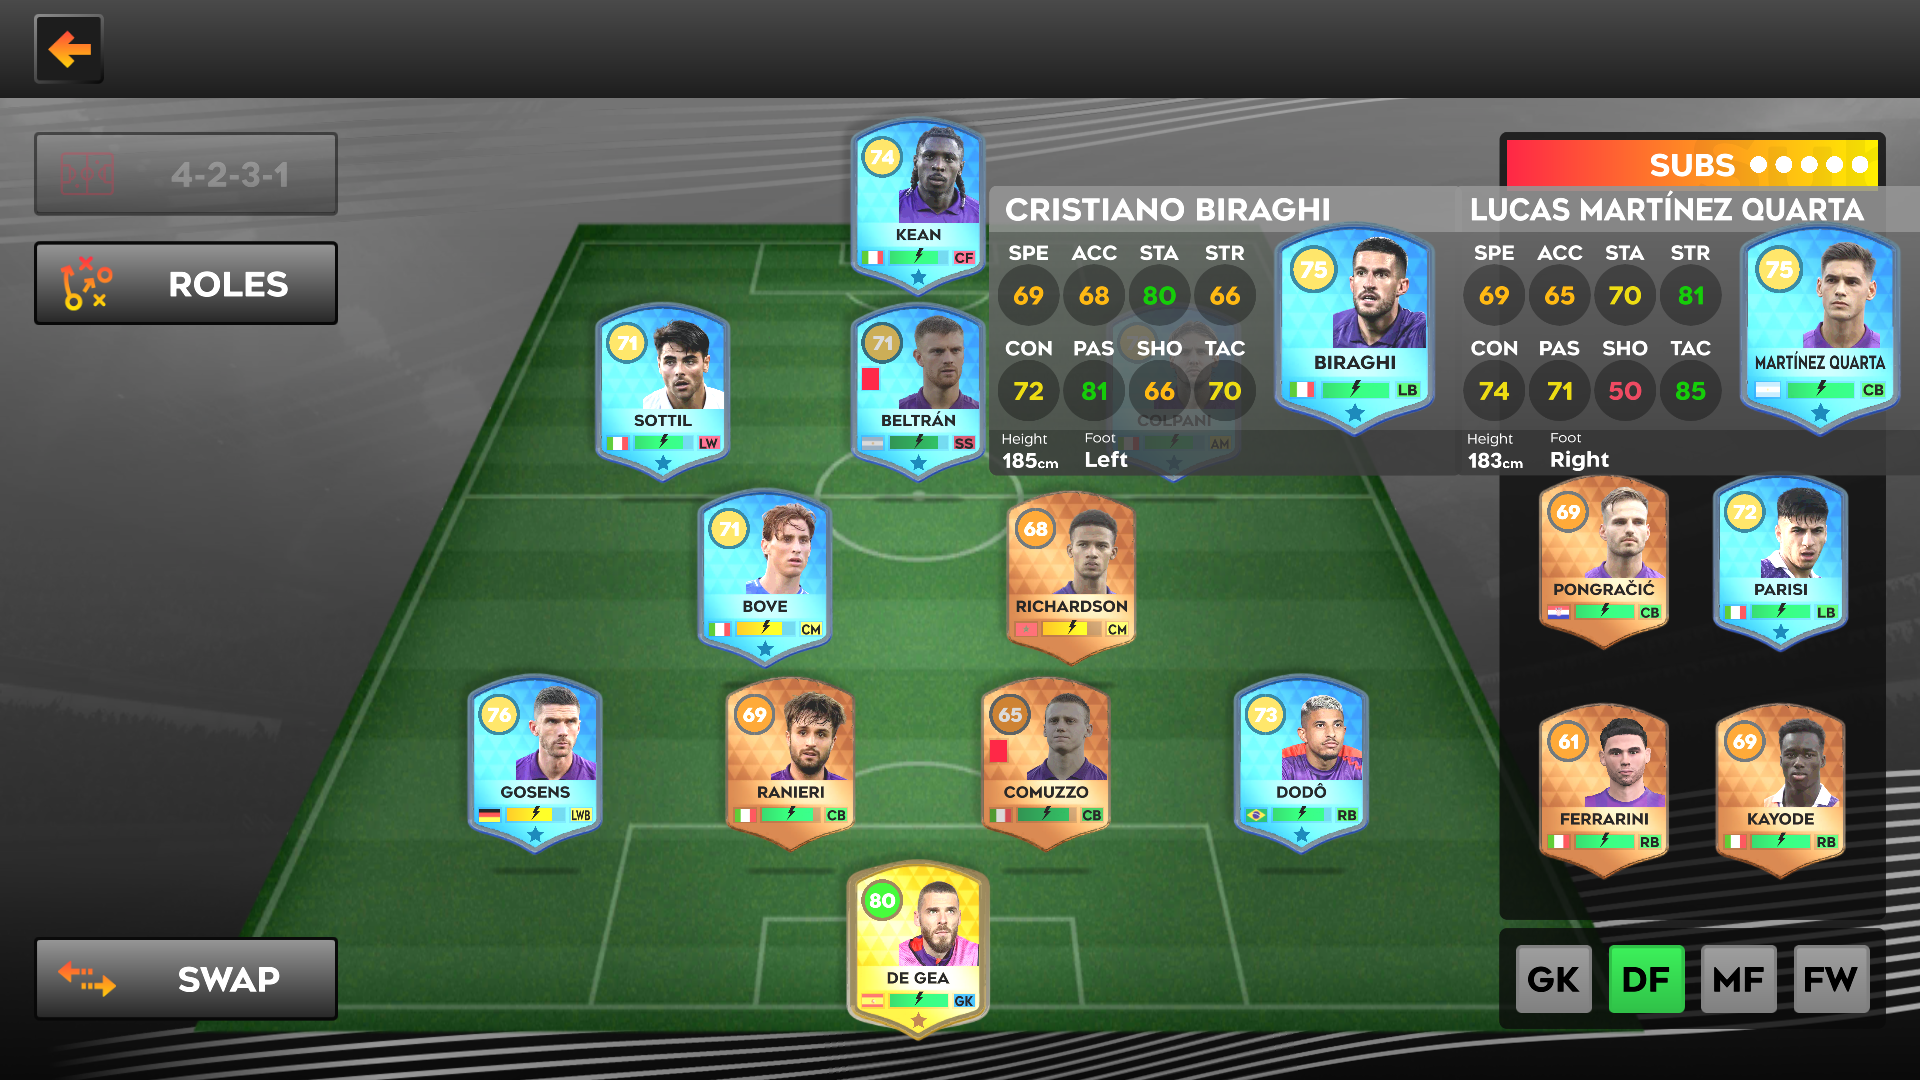 4-2-3-1
ROLES
SWAP
74
KEAN
CF
71
SOTTIL
LW
71
BELTRÁN
SS
COLPANI
AM
71
BOVE
CM
68
RICHARDSON
CM
76
GOSENS
LWB
69
RANIERI
CB
65
COMUZZO
CB
73
DODÔ
RB
80
DE GEA
GK
CRISTIANO BIRAGHI
SPE ACC STA STR
69 68 80 66
CON PAS SHO TAC
72 81 66 70
Height Foot
185cm Left
75
BIRAGHI
LB
SUBS
LUCAS MARTÍNEZ QUARTA
SPE ACC STA STR
69 65 70 81
CON PAS SHO TAC
74 71 50 85
Height Foot
183cm Right
75
MARTÍNEZ QUARTA
CB
69
PONGRAČIĆ
CB
72
PARISI
LB
61
FERRARINI
RB
69
KAYODE
RB
GK DF MF FW